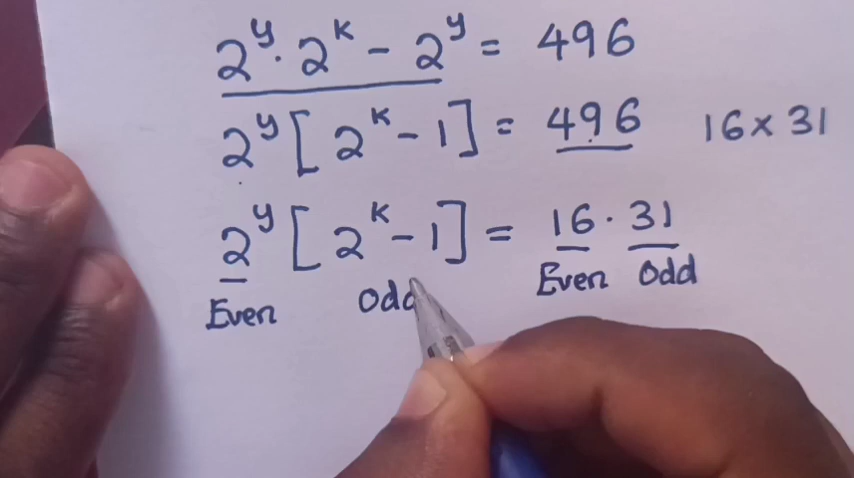 2^y · 2^k − 2^y = 496
2^y [2^k − 1] = 496 16 × 31
2^y [2^k − 1] = 16 · 31
Even Odd Even Odd